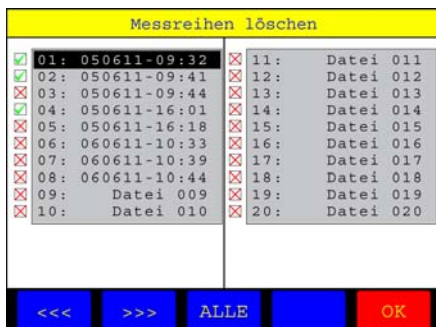 Messreihen löschen
01: 050611-09:32
02: 050611-09:41
03: 050611-09:44
04: 050611-16:01
05: 050611-16:18
06: 060611-10:33
07: 060611-10:39
08: 060611-10:44
09: Datei 009
10: Datei 010
11: Datei 011
12: Datei 012
13: Datei 013
14: Datei 014
15: Datei 015
16: Datei 016
17: Datei 017
18: Datei 018
19: Datei 019
20: Datei 020
<<< >>> ALLE OK